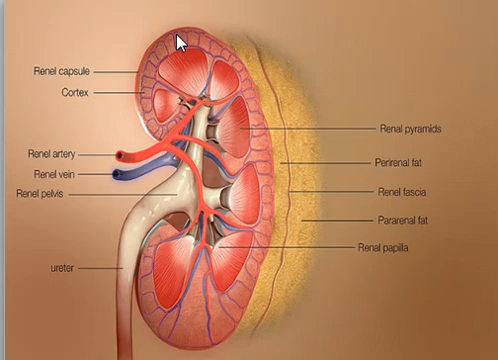 Renel capsule
Cortex
Renel artery
Renel vein
Renel pelvis
ureter
Renal pyramids
Perirenal fat
Renel fascia
Pararenal fat
Renal papilla